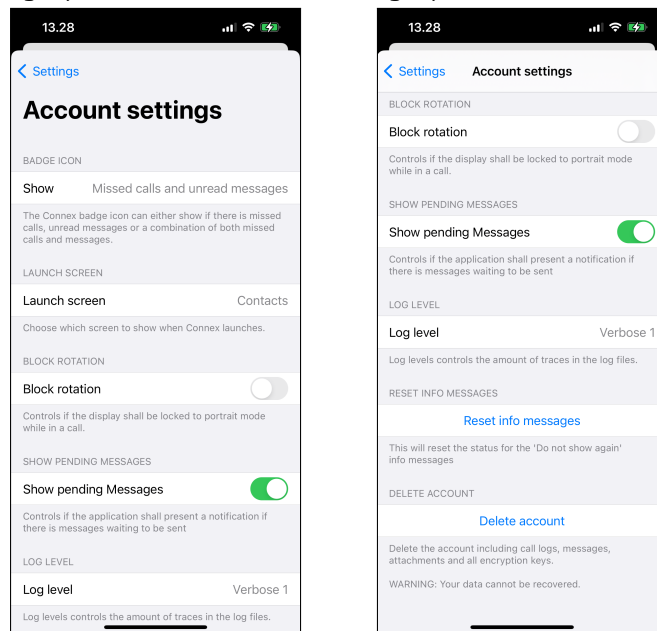 13.28
Settings
Account settings
BADGE ICON
Show Missed calls and unread messages
The Connex badge icon can either show if there is missed
calls, unread messages or a combination of both missed
calls and messages.
LAUNCH SCREEN
Launch screen Contacts
Choose which screen to show when Connex launches.
BLOCK ROTATION
Block rotation
Controls if the display shall be locked to portrait mode
while in a call.
SHOW PENDING MESSAGES
Show pending Messages
Controls if the application shall present a notification if
there is messages waiting to be sent
LOG LEVEL
Log level Verbose 1
Log levels controls the amount of traces in the log files.
13.28
Settings Account settings
BLOCK ROTATION
Block rotation
Controls if the display shall be locked to portrait mode
while in a call.
SHOW PENDING MESSAGES
Show pending Messages
Controls if the application shall present a notification if
there is messages waiting to be sent
LOG LEVEL
Log level Verbose 1
Log levels controls the amount of traces in the log files.
RESET INFO MESSAGES
Reset info messages
This will reset the status for the 'Do not show again'
info messages
DELETE ACCOUNT
Delete account
Delete the account including call logs, messages,
attachments and all encryption keys.
WARNING: Your data cannot be recovered.